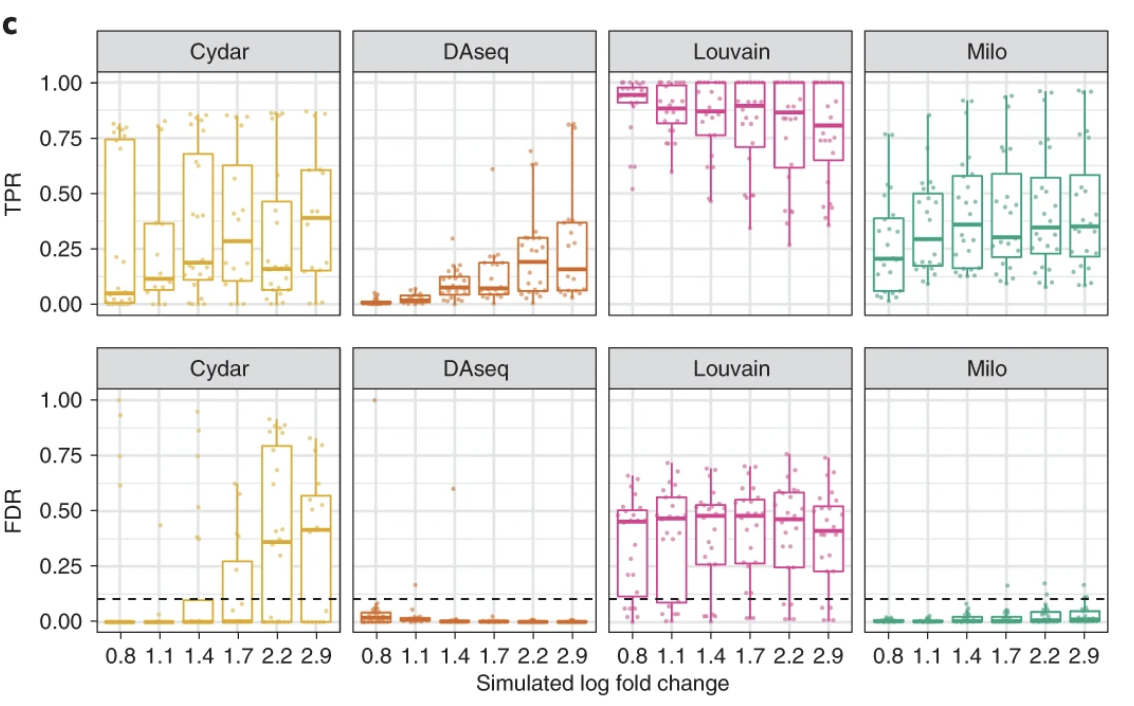 c
Cydar DAseq Louvain Milo
TPR
1.00
0.75
0.50
0.25
0.00
Cydar DAseq Louvain Milo
FDR
1.00
0.75
0.50
0.25
0.00
0.8 1.1 1.4 1.7 2.2 2.9 0.8 1.1 1.4 1.7 2.2 2.9 0.8 1.1 1.4 1.7 2.2 2.9 0.8 1.1 1.4 1.7 2.2 2.9
Simulated log fold change